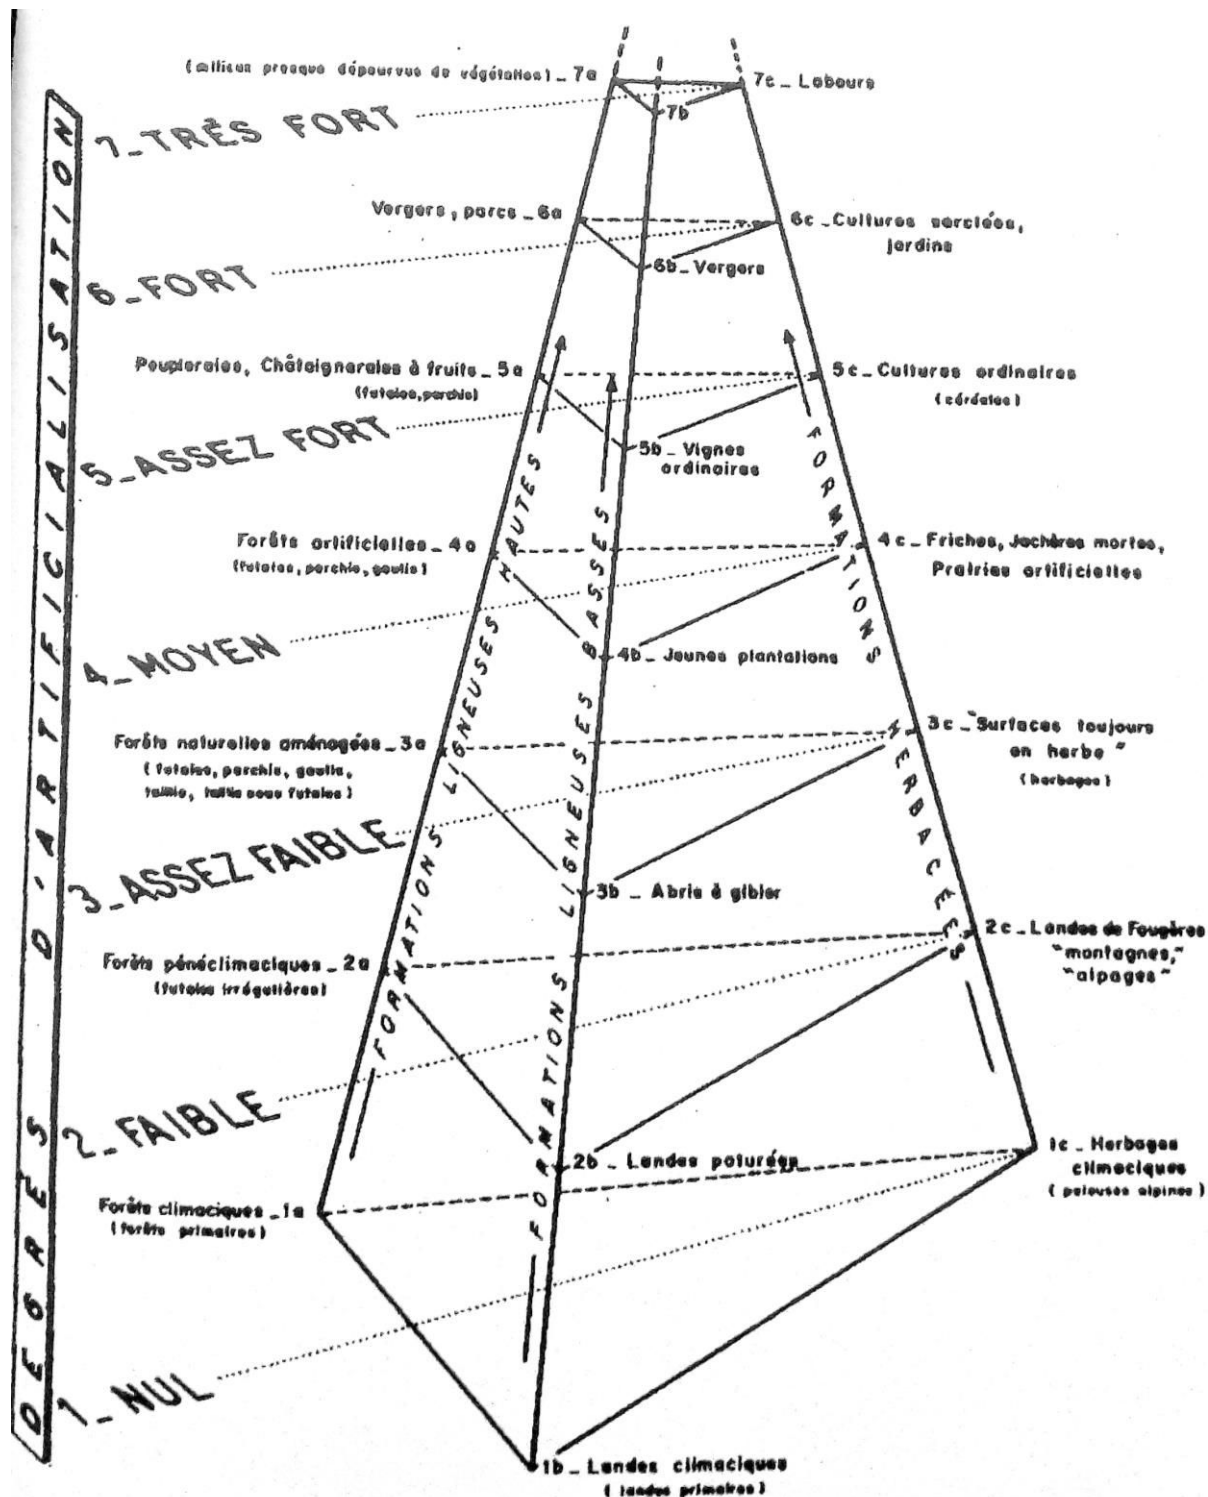 (milieux presque dépourvus de végétation) _ 7a
7c _ Labours
7b
7_TRÈS FORT
Vergers, parcs _ 6a
6c _ Cultures sarclées,
jardins
6b _ Vergers
6_FORT
Peupleraies, Châtaigneraies à fruits _ 5a
(futaies, perchis)
5c _ Cultures ordinaires
(céréales)
5b _ Vignes
ordinaires
5_ASSEZ FORT
Forêts artificielles _ 4a
(futaies, perchis, gaulis)
4c _ Friches, Jachères mortes,
Prairies artificielles
4b _ Jeunes plantations
4_MOYEN
Forêts naturelles aménagées _ 3a
(futaies, perchis, gaulis,
taillis, taillis sous futaies)
3c _ "Surfaces toujours
en herbe"
(herbages)
3b _ Abris à gibier
3_ASSEZ FAIBLE
Forêts pénéclimaciques _ 2a
(futaies irrégulières)
2c _ Landes de Fougères
"montagnes,"
"alpages"
2b _ Landes paturées
2_FAIBLE
Forêts climaciques _ 1a
(forêts primaires)
1c _ Herbages
climaciques
(pelouses alpines)
1_NUL
1b _ Landes climaciques
(landes primaires)
DEGRÉS D'ARTIFICIALISATION
FORMATIONS LIGNEUSES HAUTES
FORMATIONS LIGNEUSES BASSES
FORMATIONS HERBACÉES